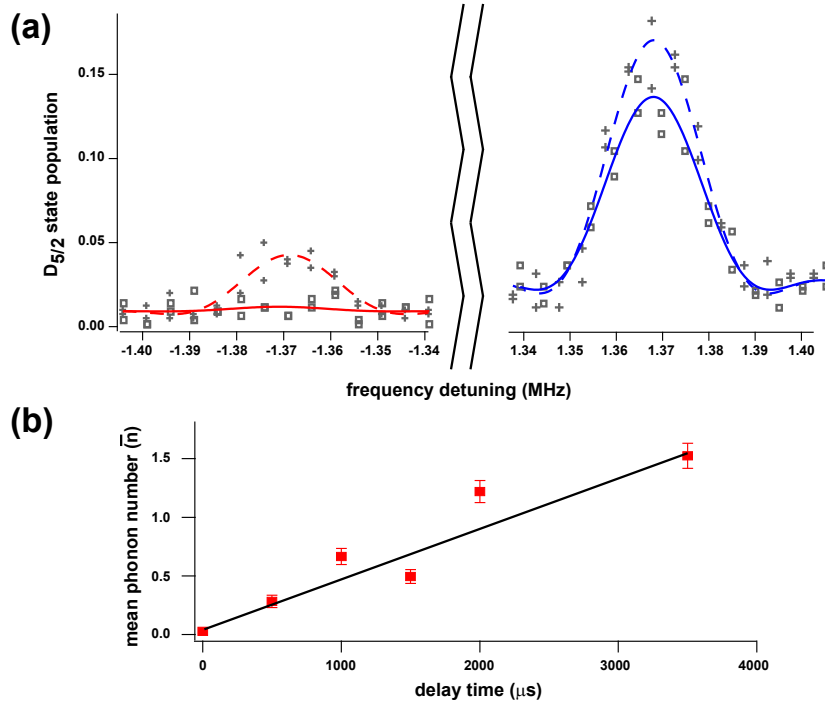 (a)
D5/2 state population
0.15
0.10
0.05
0.00
-1.40 -1.39 -1.38 -1.37 -1.36 -1.35 -1.34
1.34 1.35 1.36 1.37 1.38 1.39 1.40
frequency detuning (MHz)
(b)
mean phonon number (n̅)
1.5
1.0
0.5
0.0
0 1000 2000 3000 4000
delay time (μs)